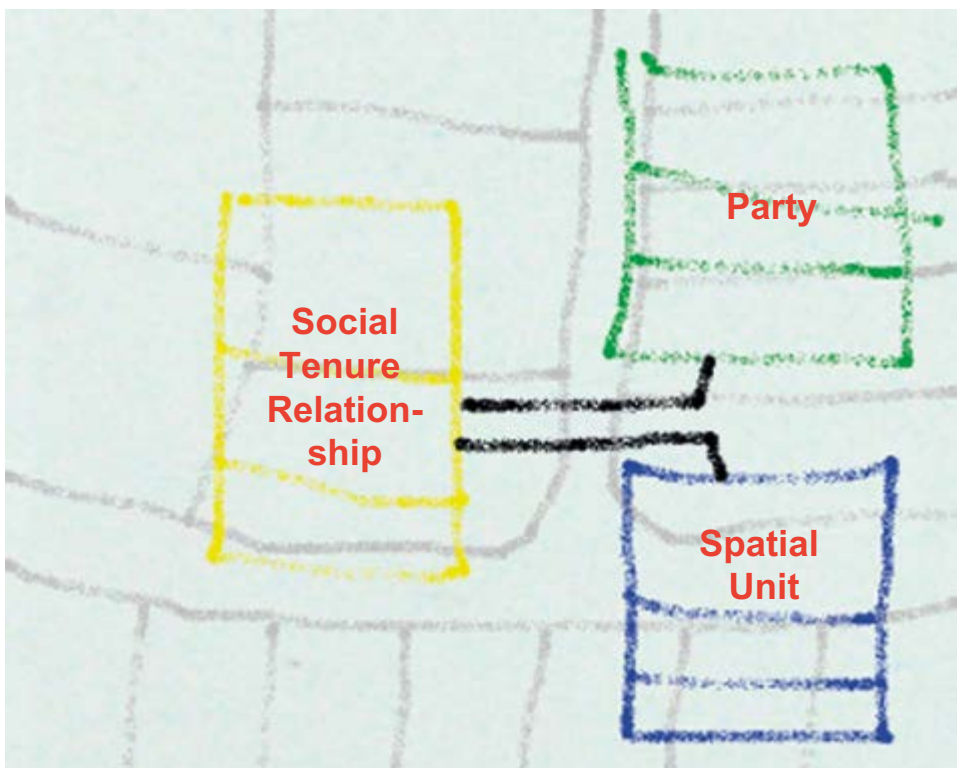 Party
Social
Tenure
Relation-
ship
Spatial
Unit